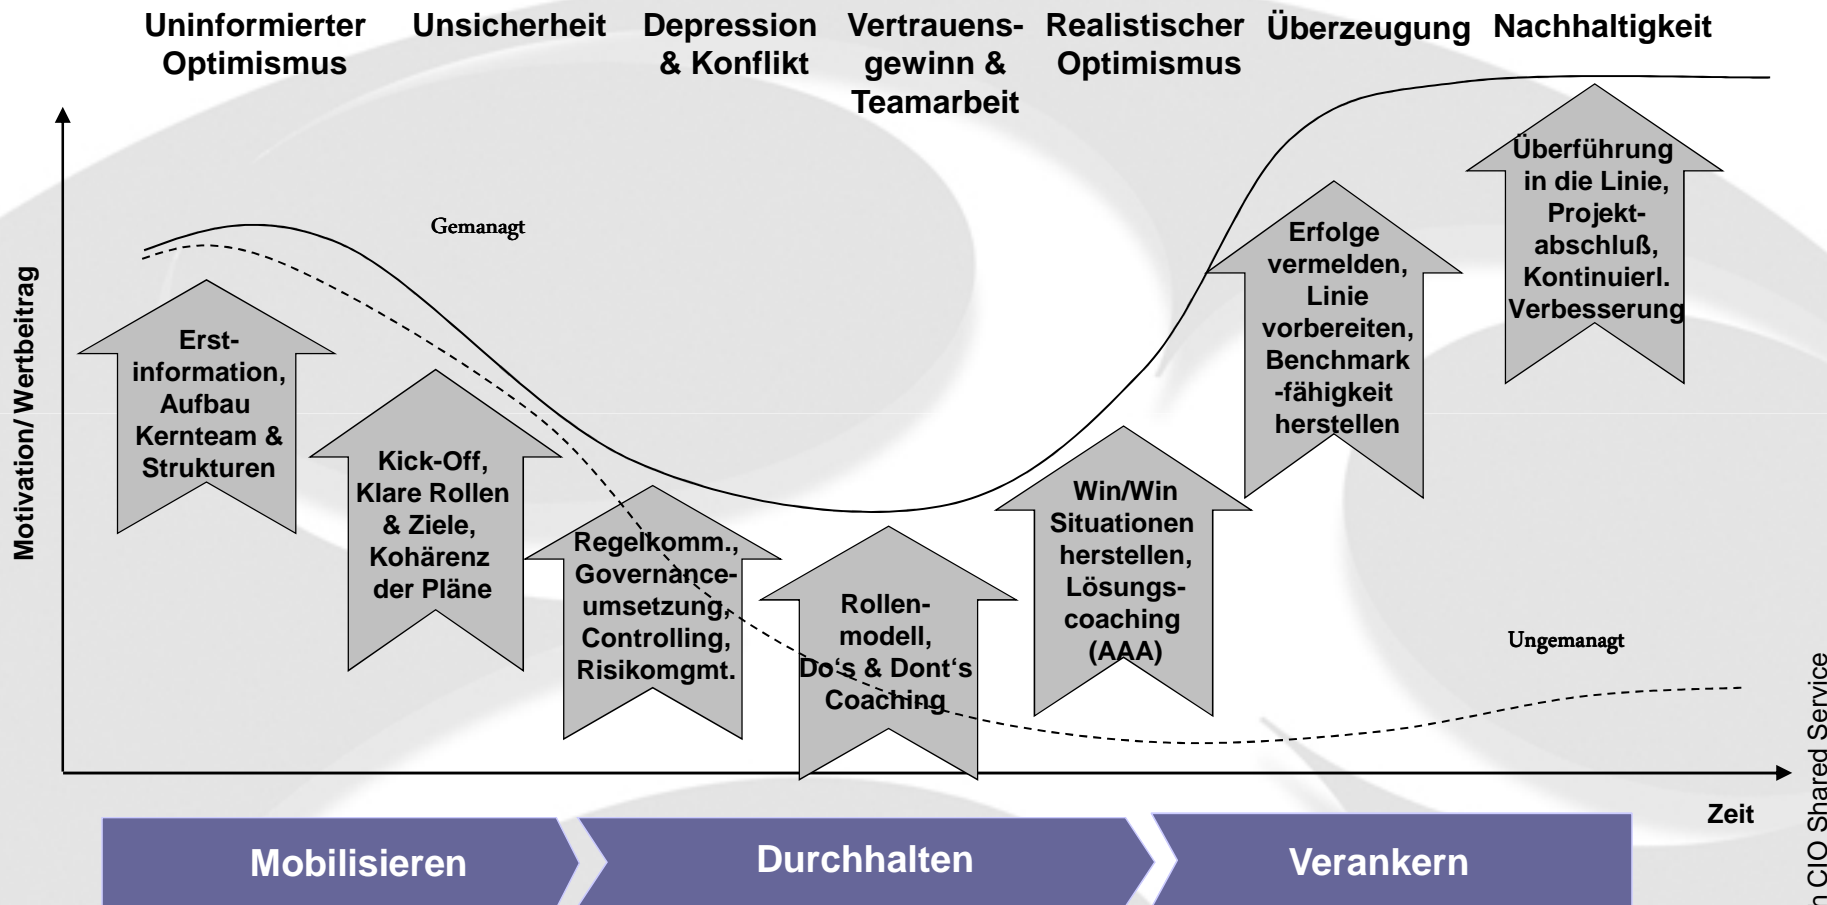 Uninformierter
Optimismus
Unsicherheit
Depression
& Konflikt
Vertrauens-
gewinn &
Teamarbeit
Realistischer
Optimismus
Überzeugung
Nachhaltigkeit
Motivation/ Wertbeitrag
Gemanagt
Erst-
information,
Aufbau
Kernteam &
Strukturen
Kick-Off,
Klare Rollen
& Ziele,
Kohärenz
der Pläne
Regelkomm.,
Governance-
umsetzung,
Controlling,
Risikomgmt.
Rollen-
modell,
Do‘s & Dont‘s
Coaching
Win/Win
Situationen
herstellen,
Lösungs-
coaching
(AAA)
Erfolge
vermelden,
Linie
vorbereiten,
Benchmark
-fähigkeit
herstellen
Überführung
in die Linie,
Projekt-
abschluß,
Kontinuierl.
Verbesserung
Ungemanagt
Zeit
Mobilisieren
Durchhalten
Verankern
CIO Shared Service